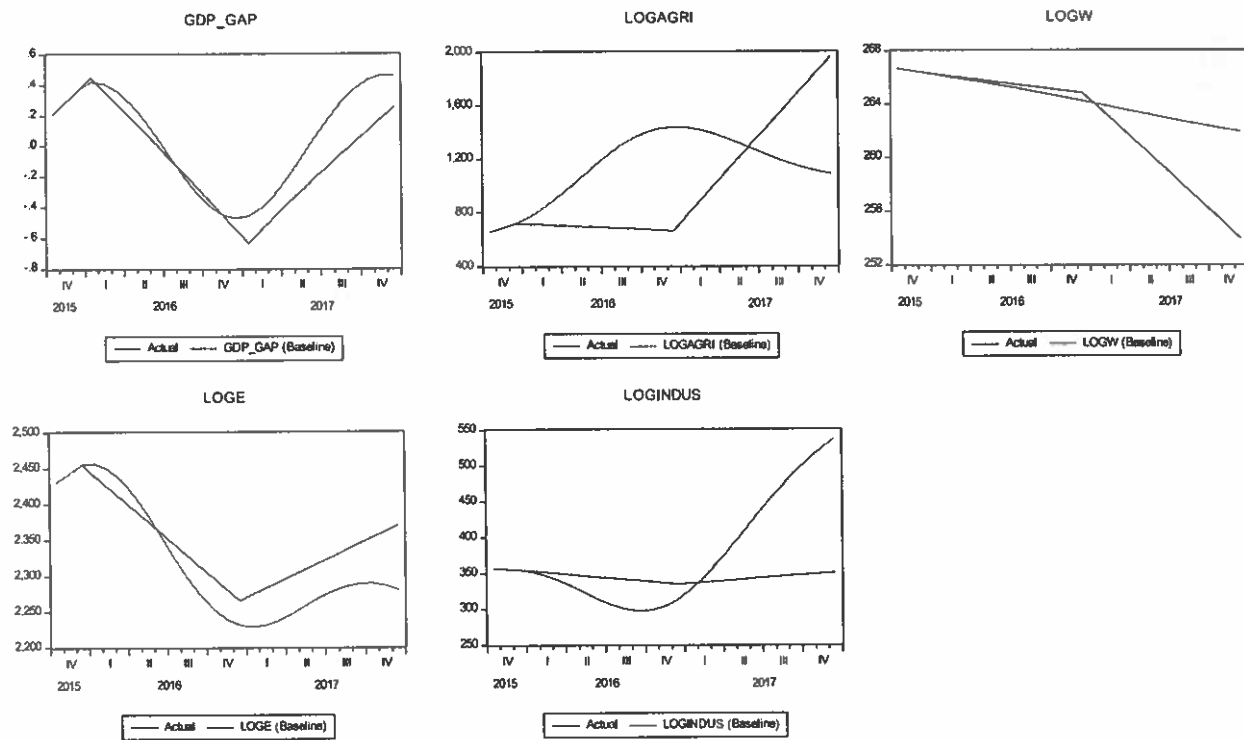 GDP_GAP
.6
.4
.2
.0
-.2
-.4
-.6
-.8
IV I II III IV I II III IV
2015 2016 2017
Actual GDP_GAP (Baseline)
LOGAGRI
2,000
1,600
1,200
800
400
IV I II III IV I II III IV
2015 2016 2017
Actual LOGAGRI (Baseline)
LOGW
268
264
260
256
252
IV I II III IV I II III IV
2015 2016 2017
Actual LOGW (Baseline)
LOGE
2,500
2,450
2,400
2,350
2,300
2,250
2,200
IV I II III IV I II III IV
2015 2016 2017
Actual LOGE (Baseline)
LOGINDUS
550
500
450
400
350
300
250
IV I II III IV I II III IV
2015 2016 2017
Actual LOGINDUS (Baseline)